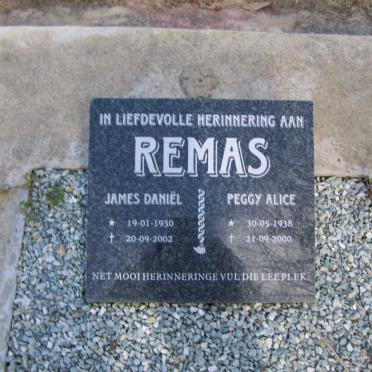 IN LIEFDEVOLLE HERINNERING AAN
REMAS
JAMES DANIËL PEGGY ALICE
★ 19-01-1930 ★ 30-05-1938
† 20-09-2002 † 21-09-2000
NET MOOI HERINNERINGE VUL DIE LEE PLEK